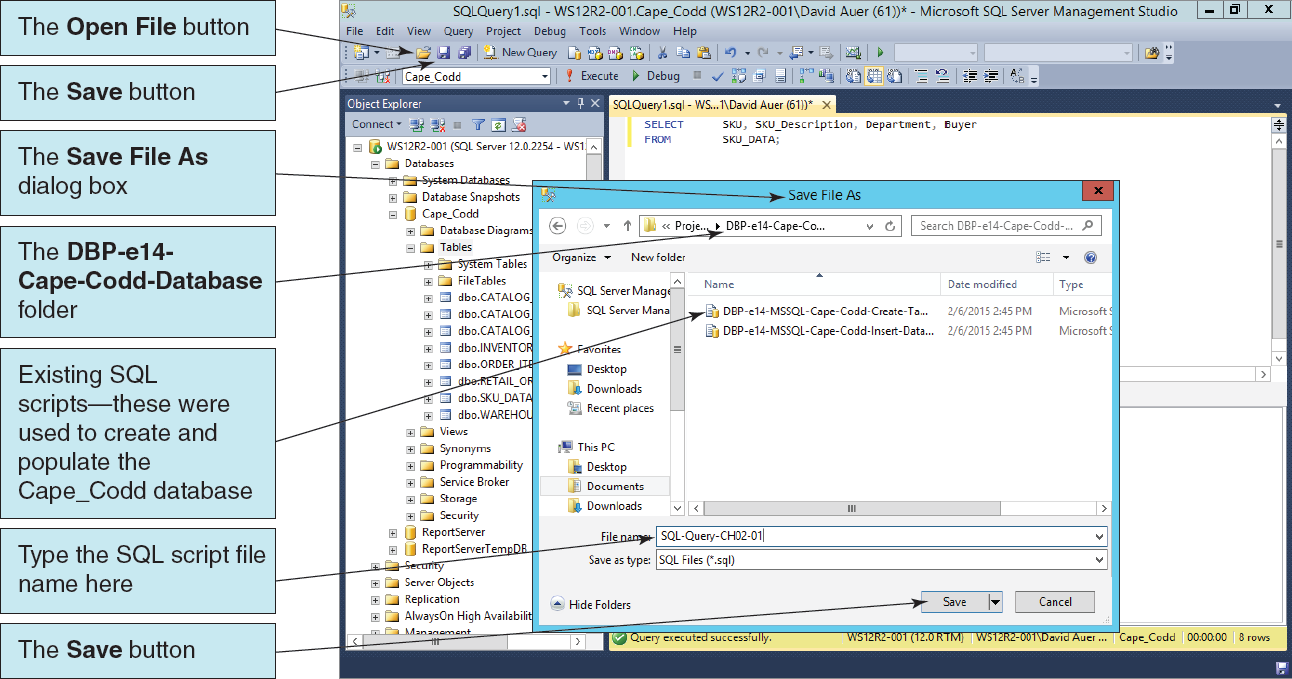 The Open File button
The Save button
The Save File As
dialog box
The DBP-e14-
Cape-Codd-Database
folder
Existing SQL
scripts—these were
used to create and
populate the
Cape_Codd database
Type the SQL script file
name here
The Save button
SQLQuery1.sql - WS12R2-001.Cape_Codd (WS12R2-001\David Auer (61))* - Microsoft SQL Server Management Studio
File Edit View Query Project Debug Tools Window Help
New Query
Cape_Codd Execute Debug
Object Explorer
Connect
WS12R2-001 (SQL Server 12.0.2254 - WS1
Databases
System Databases
Database Snapshots
Cape_Codd
Database Diagrams
Tables
System Tables
FileTables
dbo.CATALOG_
dbo.CATALOG_
dbo.CATALOG_
dbo.INVENTOR
dbo.ORDER_ITE
dbo.RETAIL_OR
dbo.SKU_DATA
dbo.WAREHOU
Views
Synonyms
Programmability
Service Broker
Storage
Security
ReportServer
ReportServerTempDB
Security
Server Objects
Replication
AlwaysOn High Availabilit
Management
SQLQuery1.sql - WS...1\David Auer (61))*
SELECT SKU, SKU_Description, Department, Buyer
FROM SKU_DATA;
Save File As
« Proje... DBP-e14-Cape-Co... Search DBP-e14-Cape-Codd-...
Organize New folder
SQL Server Manage
SQL Server Mana
Favorites
Desktop
Downloads
Recent places
This PC
Desktop
Documents
Downloads
Name Date modified Type
DBP-e14-MSSQL-Cape-Codd-Create-Ta... 2/6/2015 2:45 PM Microsoft S
DBP-e14-MSSQL-Cape-Codd-Insert-Data... 2/6/2015 2:45 PM Microsoft S
File name: SQL-Query-CH02-01
Save as type: SQL Files (*.sql)
Hide Folders Save Cancel
Query executed successfully. WS12R2-001 (12.0 RTM) WS12R2-001\David Auer ... Cape_Codd 00:00:00 8 rows